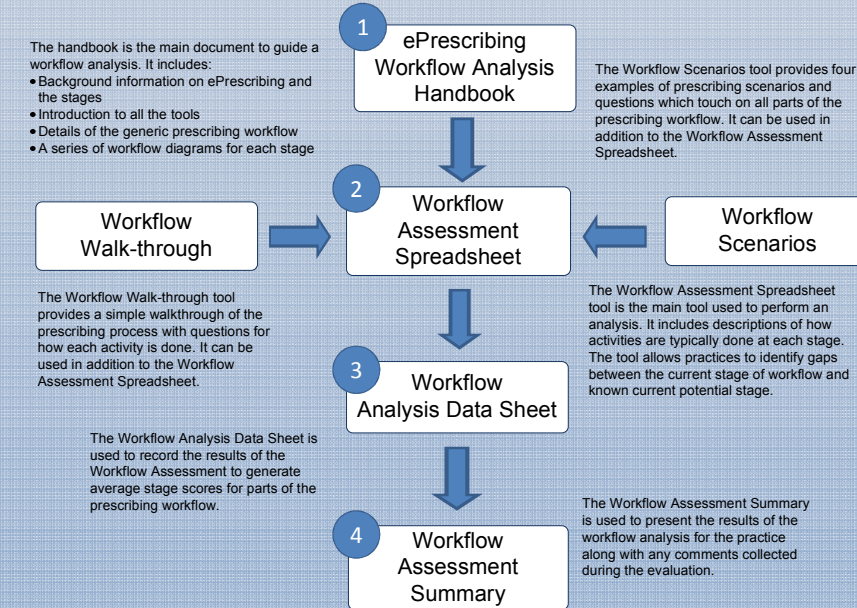 1
ePrescribing
Workflow Analysis
Handbook
The handbook is the main document to guide a
workflow analysis. It includes:
• Background information on ePrescribing and
the stages
• Introduction to all the tools
• Details of the generic prescribing workflow
• A series of workflow diagrams for each stage
The Workflow Scenarios tool provides four
examples of prescribing scenarios and
questions which touch on all parts of the
prescribing workflow. It can be used in
addition to the Workflow Assessment
Spreadsheet.
Workflow
Walk-through
2
Workflow
Assessment
Spreadsheet
Workflow
Scenarios
The Workflow Walk-through tool
provides a simple walkthrough of the
prescribing process with questions for
how each activity is done. It can be
used in addition to the Workflow
Assessment Spreadsheet.
The Workflow Assessment Spreadsheet
tool is the main tool used to perform an
analysis. It includes descriptions of how
activities are typically done at each stage.
The tool allows practices to identify gaps
between the current stage of workflow and
known current potential stage.
3
Workflow
Analysis Data Sheet
The Workflow Analysis Data Sheet is
used to record the results of the
Workflow Assessment to generate
average stage scores for parts of the
prescribing workflow.
4
Workflow
Assessment
Summary
The Workflow Assessment Summary
is used to present the results of the
workflow analysis for the practice
along with any comments collected
during the evaluation.